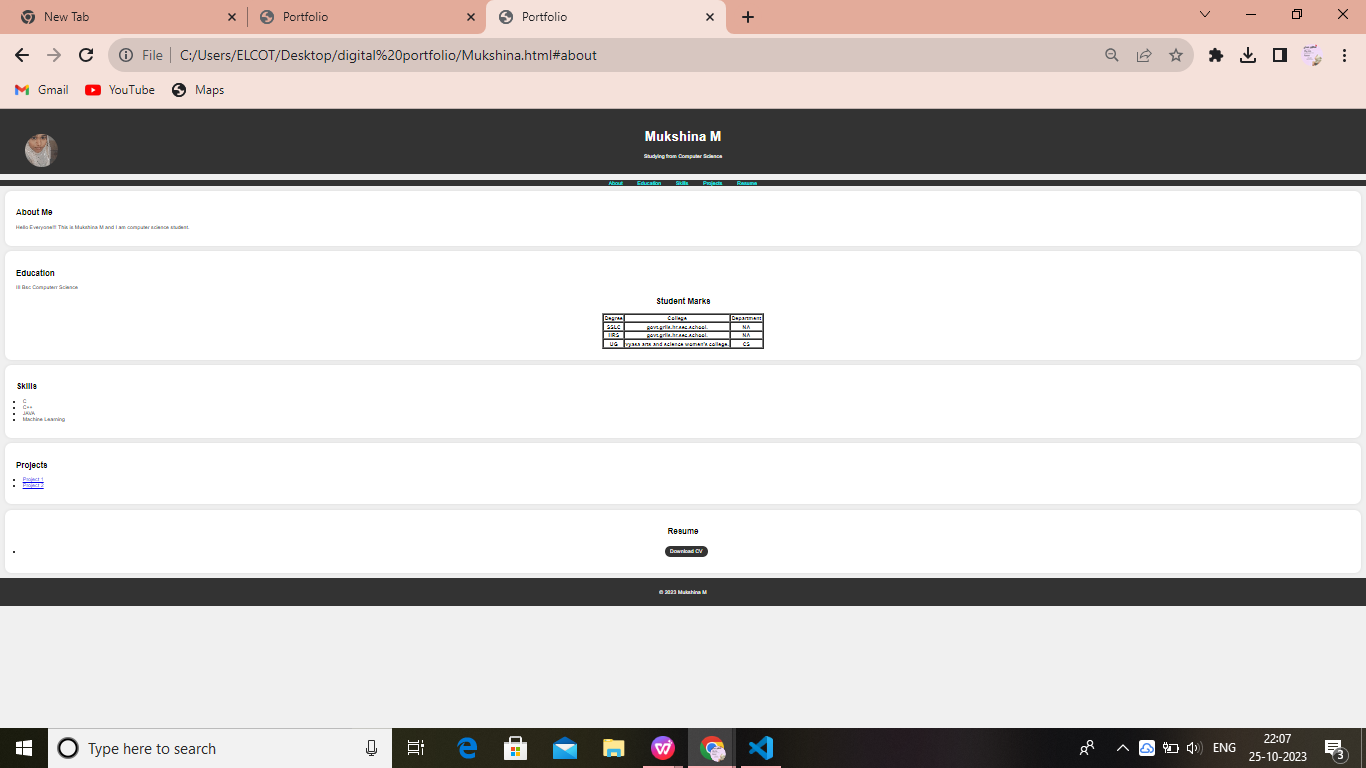 New Tab
Portfolio
Portfolio
File
C:/Users/ELCOT/Desktop/digital%20portfolio/Mukshina.html#about
Gmail
YouTube
Maps
Mukshina M
Studying from Computer Science
About Education Skills Projects Resume
About Me
Hello Everyone!!! This is Mukshina M and I am computer science student.
Education
III Bsc Computerr Science
Student Marks
Degree College Department
SSLC govt.grils.hr.sec.school. NA
HRS govt.grils.hr.sec.school. NA
UG vyasa arts and science women's college. CS
Skills
C
C++
JAVA
Machine Learning
Projects
Project 1
Project 2
Resume
Download CV
© 2023 Mukshina M
Type here to search
ENG
22:07
25-10-2023
3